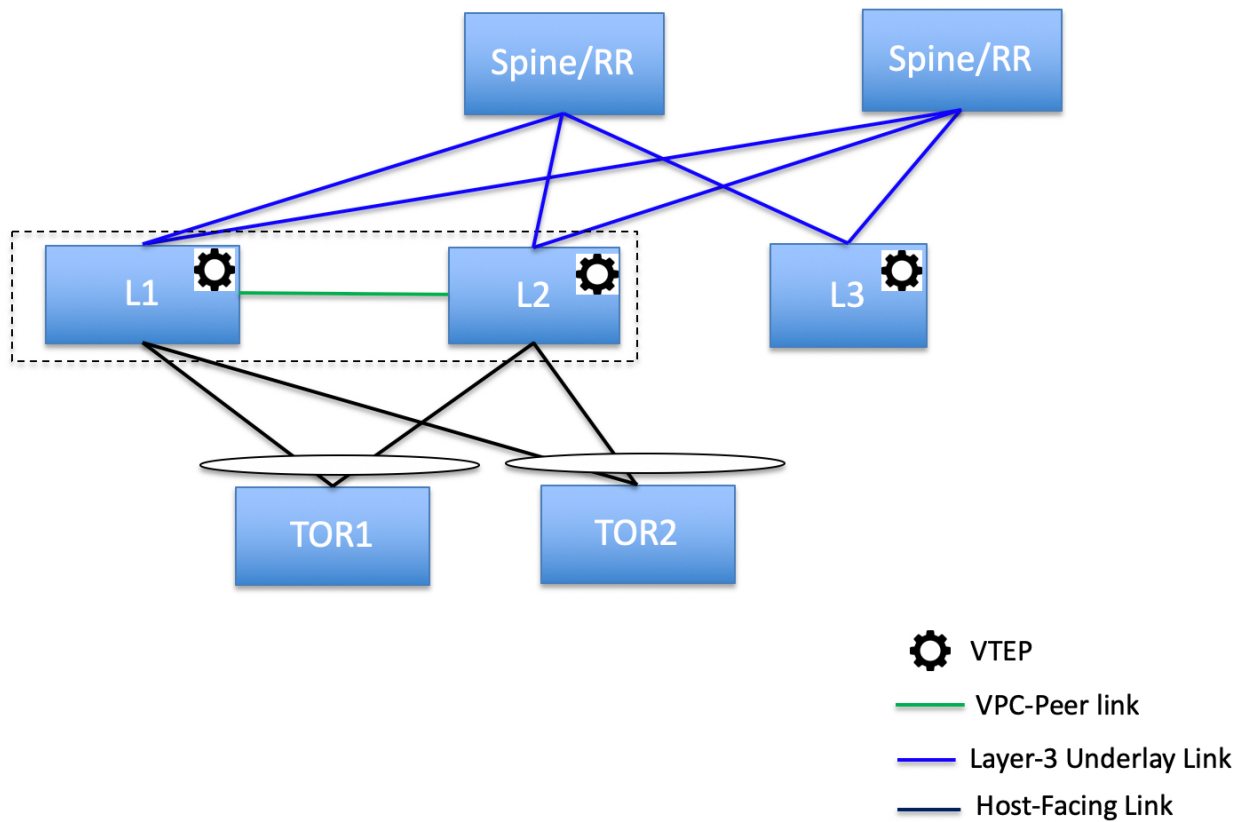 Spine/RR
Spine/RR
L1
L2
L3
TOR1
TOR2
VTEP
VPC-Peer link
Layer-3 Underlay Link
Host-Facing Link